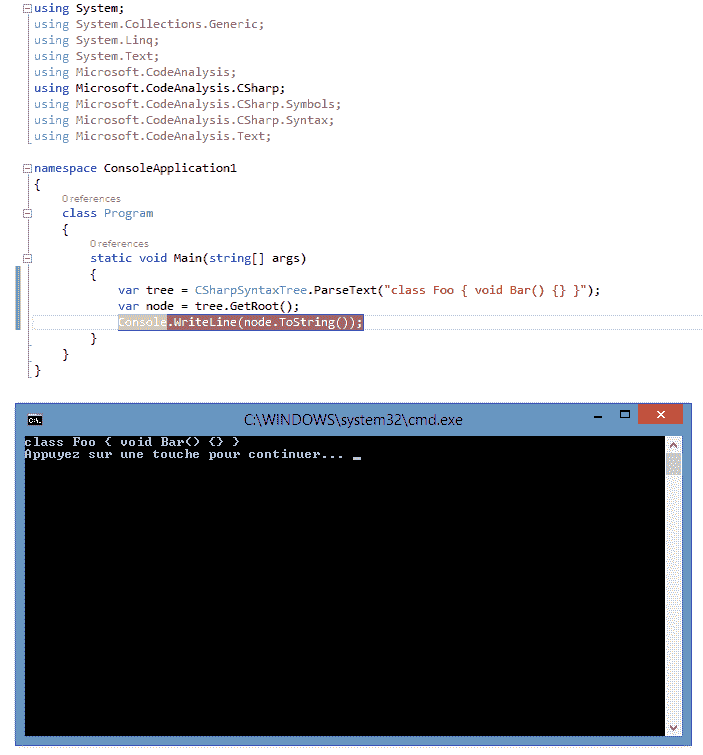 using System;
using System.Collections.Generic;
using System.Linq;
using System.Text;
using Microsoft.CodeAnalysis;
using Microsoft.CodeAnalysis.CSharp;
using Microsoft.CodeAnalysis.CSharp.Symbols;
using Microsoft.CodeAnalysis.CSharp.Syntax;
using Microsoft.CodeAnalysis.Text;
namespace ConsoleApplication1
{
0 references
class Program
{
0 references
static void Main(string[] args)
{
var tree = CSharpSyntaxTree.ParseText("class Foo { void Bar() {} }");
var node = tree.GetRoot();
Console.WriteLine(node.ToString());
}
}
}
C:\WINDOWS\system32\cmd.exe
class Foo { void Bar() {} }
Appuyez sur une touche pour continuer... _